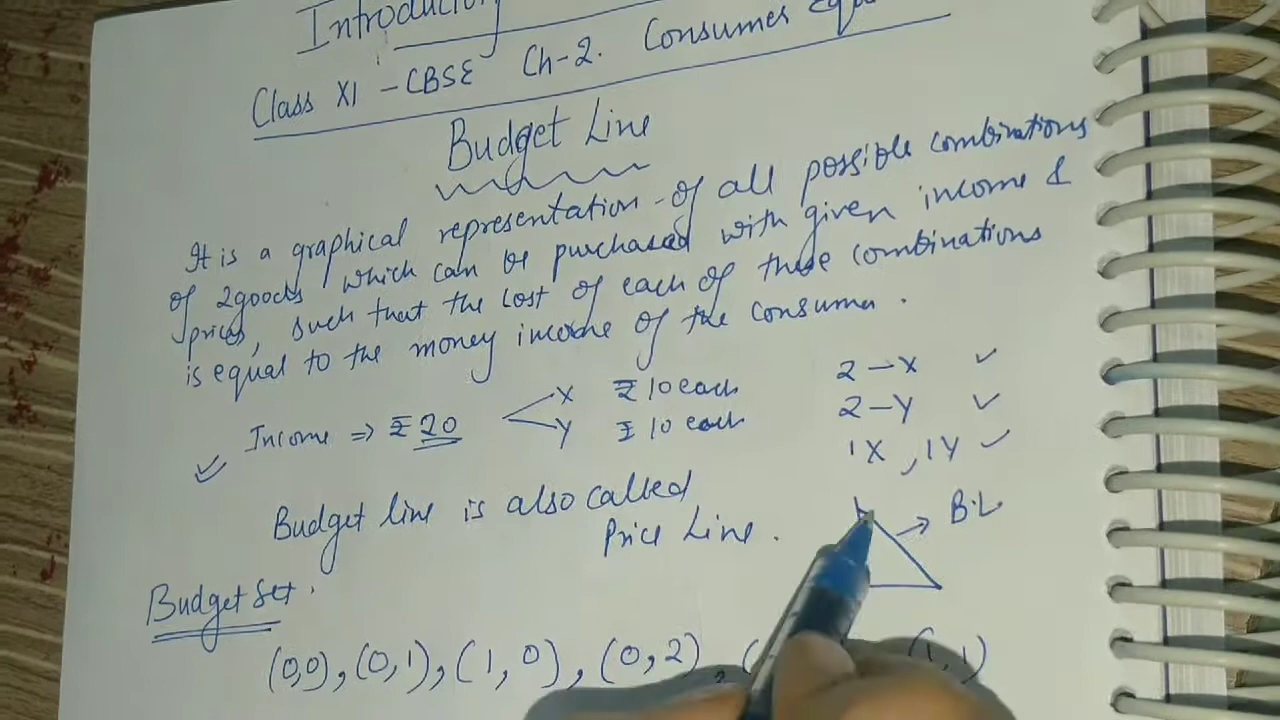 Introductory
Class XI - CBSE Ch-2. Consumer
Budget Line
It is a graphical representation of all possible combinations
of 2goods which can be purchased with given income &
prices, such that the cost of each of these combinations
is equal to the money income of the consumer.
Income ⇒ ₹ 20
X ₹ 10 each
Y ₹ 10 each
2 - X ✓
2 - Y ✓
1X, 1Y ✓
Budget line is also called
Price Line.
B.L
Budget Set.
(0,0), (0,1), (1,0), (0,2), ( (1,1)